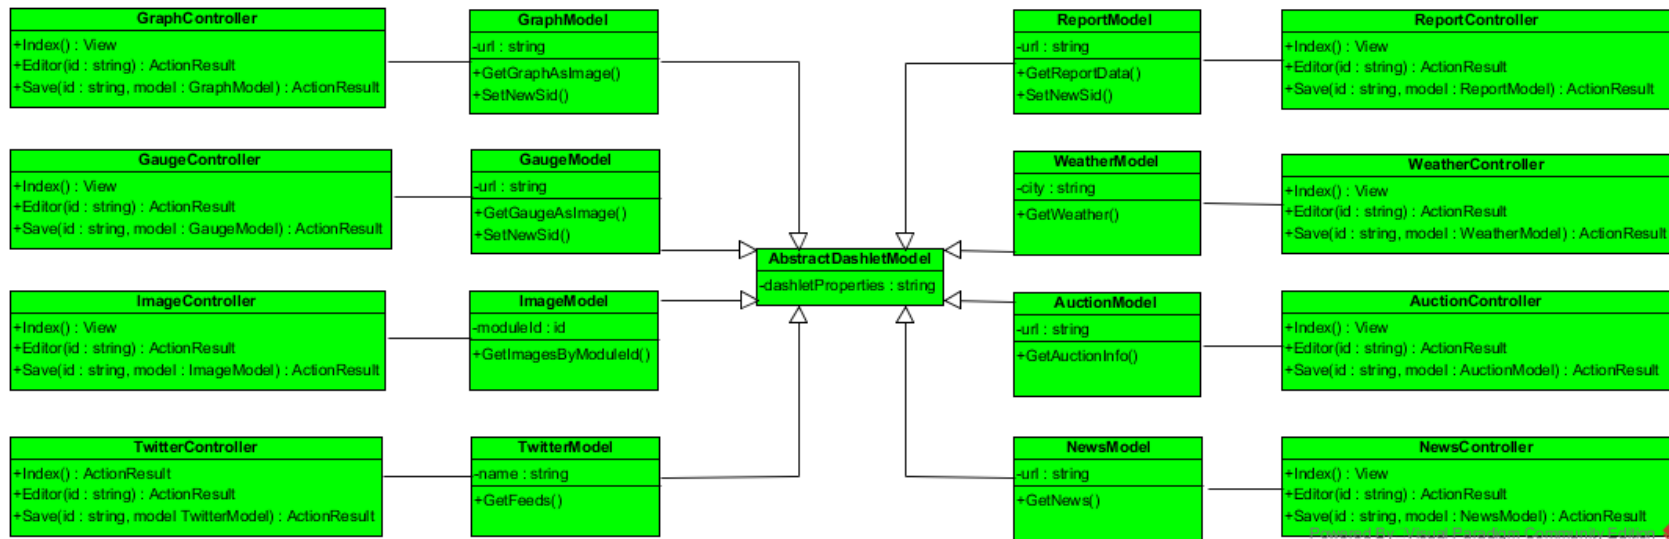 GraphController
+Index() : View
+Editor(id : string) : ActionResult
+Save(id : string, model : GraphModel) : ActionResult
GraphModel
-url : string
+GetGraphAsImage()
+SetNewSid()
ReportModel
-url : string
+GetReportData()
+SetNewSid()
ReportController
+Index() : View
+Editor(id : string) : ActionResult
+Save(id : string, model : ReportModel) : ActionResult
GaugeController
+Index() : View
+Editor(id : string) : ActionResult
+Save(id : string, model : GaugeModel) : ActionResult
GaugeModel
-url : string
+GetGaugeAsImage()
+SetNewSid()
WeatherModel
-city : string
+GetWeather()
WeatherController
+Index() : View
+Editor(id : string) : ActionResult
+Save(id : string, model : WeatherModel) : ActionResult
AbstractDashletModel
-dashletProperties : string
ImageController
+Index() : View
+Editor(id : string) : ActionResult
+Save(id : string, model : ImageModel) : ActionResult
ImageModel
-moduleId : id
+GetImagesByModuleId()
AuctionModel
-url : string
+GetAuctionInfo()
AuctionController
+Index() : View
+Editor(id : string) : ActionResult
+Save(id : string, model : AuctionModel) : ActionResult
TwitterController
+Index() : ActionResult
+Editor(id : string) : ActionResult
+Save(id : string, model TwitterModel) : ActionResult
TwitterModel
-name : string
+GetFeeds()
NewsModel
-url : string
+GetNews()
NewsController
+Index() : View
+Editor(id : string) : ActionResult
+Save(id : string, model : NewsModel) : ActionResult
Powered By Visual Paradigm Community Edition